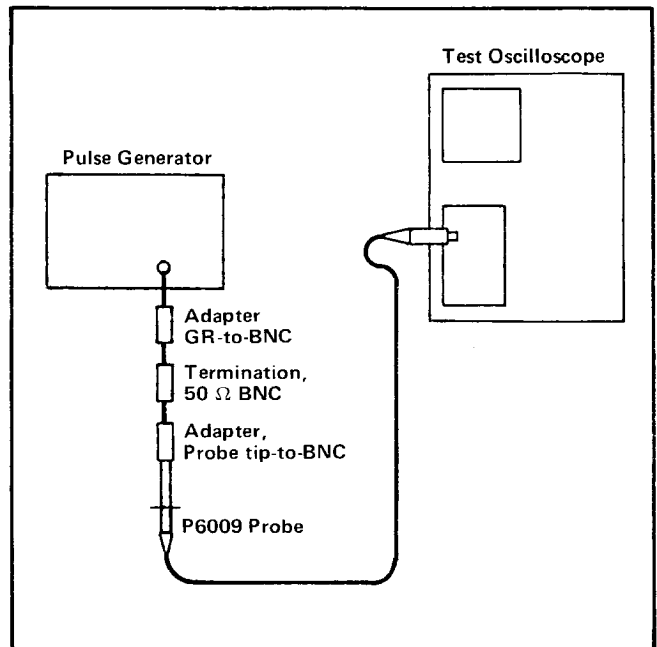 Test Oscilloscope
Pulse Generator
Adapter
GR-to-BNC
Termination,
50 Ω BNC
Adapter,
Probe tip-to-BNC
P6009 Probe